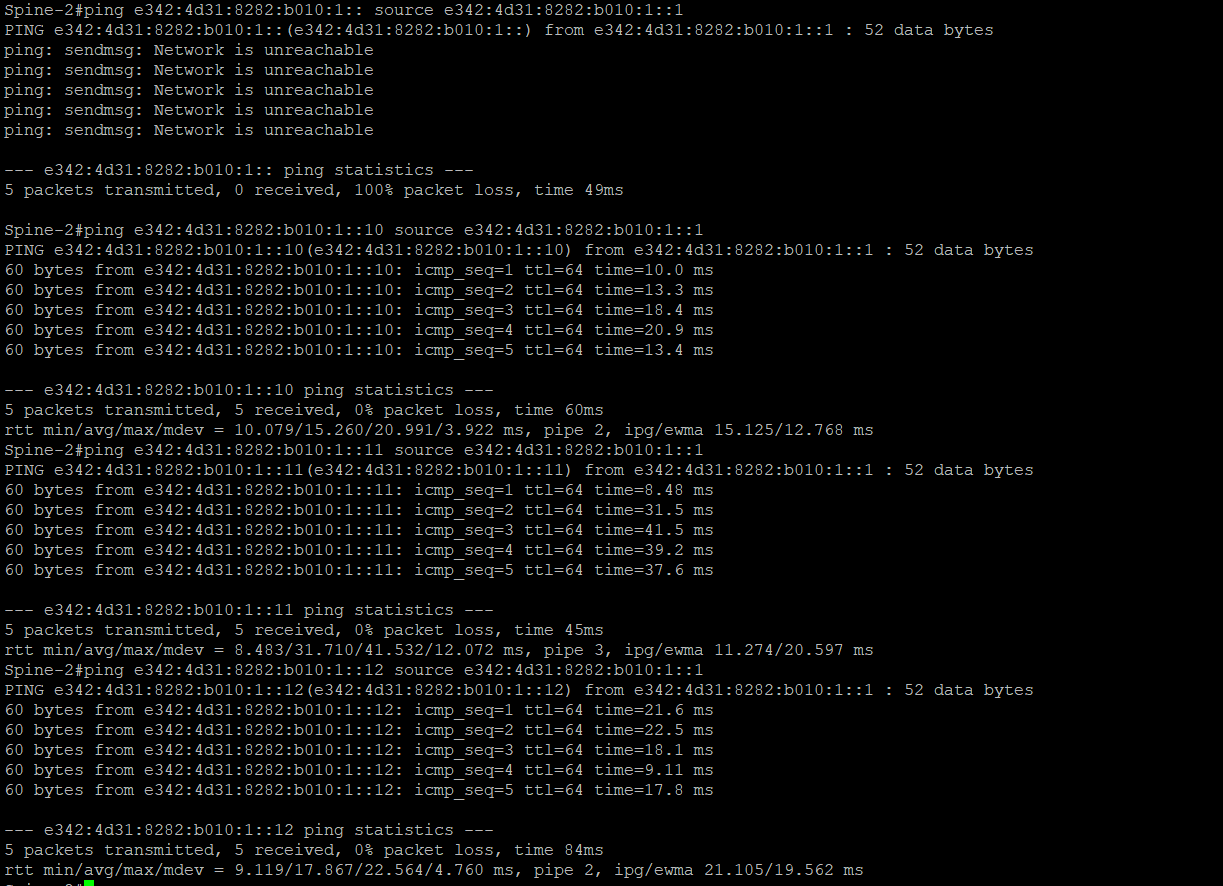 Spine-2#ping e342:4d31:8282:b010:1:: source e342:4d31:8282:b010:1::1
PING e342:4d31:8282:b010:1::(e342:4d31:8282:b010:1::) from e342:4d31:8282:b010:1::1 : 52 data bytes
ping: sendmsg: Network is unreachable
ping: sendmsg: Network is unreachable
ping: sendmsg: Network is unreachable
ping: sendmsg: Network is unreachable
ping: sendmsg: Network is unreachable
--- e342:4d31:8282:b010:1:: ping statistics ---
5 packets transmitted, 0 received, 100% packet loss, time 49ms
Spine-2#ping e342:4d31:8282:b010:1::10 source e342:4d31:8282:b010:1::1
PING e342:4d31:8282:b010:1::10(e342:4d31:8282:b010:1::10) from e342:4d31:8282:b010:1::1 : 52 data bytes
60 bytes from e342:4d31:8282:b010:1::10: icmp_seq=1 ttl=64 time=10.0 ms
60 bytes from e342:4d31:8282:b010:1::10: icmp_seq=2 ttl=64 time=13.3 ms
60 bytes from e342:4d31:8282:b010:1::10: icmp_seq=3 ttl=64 time=18.4 ms
60 bytes from e342:4d31:8282:b010:1::10: icmp_seq=4 ttl=64 time=20.9 ms
60 bytes from e342:4d31:8282:b010:1::10: icmp_seq=5 ttl=64 time=13.4 ms
--- e342:4d31:8282:b010:1::10 ping statistics ---
5 packets transmitted, 5 received, 0% packet loss, time 60ms
rtt min/avg/max/mdev = 10.079/15.260/20.991/3.922 ms, pipe 2, ipg/ewma 15.125/12.768 ms
Spine-2#ping e342:4d31:8282:b010:1::11 source e342:4d31:8282:b010:1::1
PING e342:4d31:8282:b010:1::11(e342:4d31:8282:b010:1::11) from e342:4d31:8282:b010:1::1 : 52 data bytes
60 bytes from e342:4d31:8282:b010:1::11: icmp_seq=1 ttl=64 time=8.48 ms
60 bytes from e342:4d31:8282:b010:1::11: icmp_seq=2 ttl=64 time=31.5 ms
60 bytes from e342:4d31:8282:b010:1::11: icmp_seq=3 ttl=64 time=41.5 ms
60 bytes from e342:4d31:8282:b010:1::11: icmp_seq=4 ttl=64 time=39.2 ms
60 bytes from e342:4d31:8282:b010:1::11: icmp_seq=5 ttl=64 time=37.6 ms
--- e342:4d31:8282:b010:1::11 ping statistics ---
5 packets transmitted, 5 received, 0% packet loss, time 45ms
rtt min/avg/max/mdev = 8.483/31.710/41.532/12.072 ms, pipe 3, ipg/ewma 11.274/20.597 ms
Spine-2#ping e342:4d31:8282:b010:1::12 source e342:4d31:8282:b010:1::1
PING e342:4d31:8282:b010:1::12(e342:4d31:8282:b010:1::12) from e342:4d31:8282:b010:1::1 : 52 data bytes
60 bytes from e342:4d31:8282:b010:1::12: icmp_seq=1 ttl=64 time=21.6 ms
60 bytes from e342:4d31:8282:b010:1::12: icmp_seq=2 ttl=64 time=22.5 ms
60 bytes from e342:4d31:8282:b010:1::12: icmp_seq=3 ttl=64 time=18.1 ms
60 bytes from e342:4d31:8282:b010:1::12: icmp_seq=4 ttl=64 time=9.11 ms
60 bytes from e342:4d31:8282:b010:1::12: icmp_seq=5 ttl=64 time=17.8 ms
--- e342:4d31:8282:b010:1::12 ping statistics ---
5 packets transmitted, 5 received, 0% packet loss, time 84ms
rtt min/avg/max/mdev = 9.119/17.867/22.564/4.760 ms, pipe 2, ipg/ewma 21.105/19.562 ms